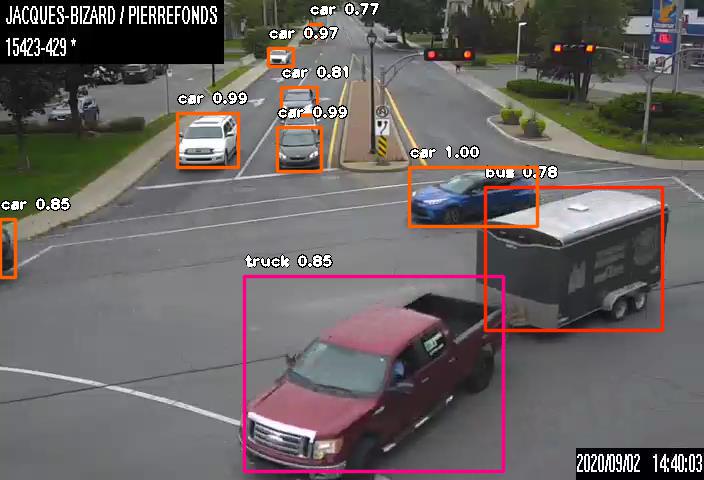 JACQUES-BIZARD / PIERREFONDS
15423-429 *
car 0.77
car 0.97
car 0.81
car 0.99
car 0.99
car 1.00
bus 0.78
car 0.85
truck 0.85
2020/09/02 14:40:03